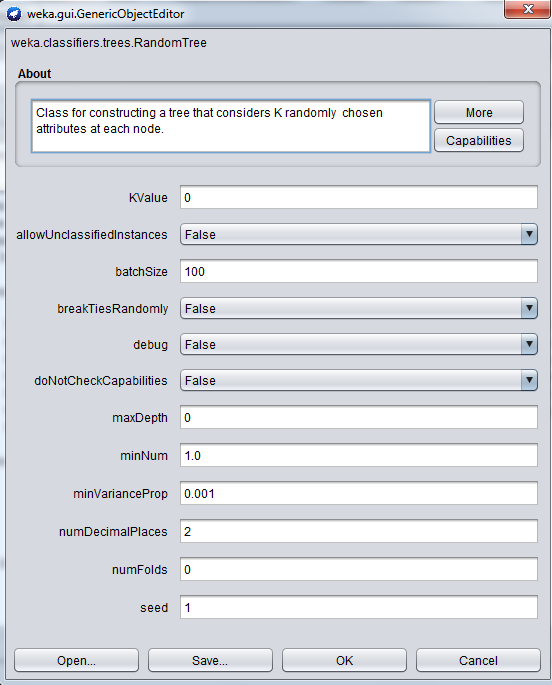 weka.gui.GenericObjectEditor
weka.classifiers.trees.RandomTree
About
Class for constructing a tree that considers K randomly chosen
attributes at each node.
More
Capabilities
KValue 0
allowUnclassifiedInstances False
batchSize 100
breakTiesRandomly False
debug False
doNotCheckCapabilities False
maxDepth 0
minNum 1.0
minVarianceProp 0.001
numDecimalPlaces 2
numFolds 0
seed 1
Open... Save... OK Cancel